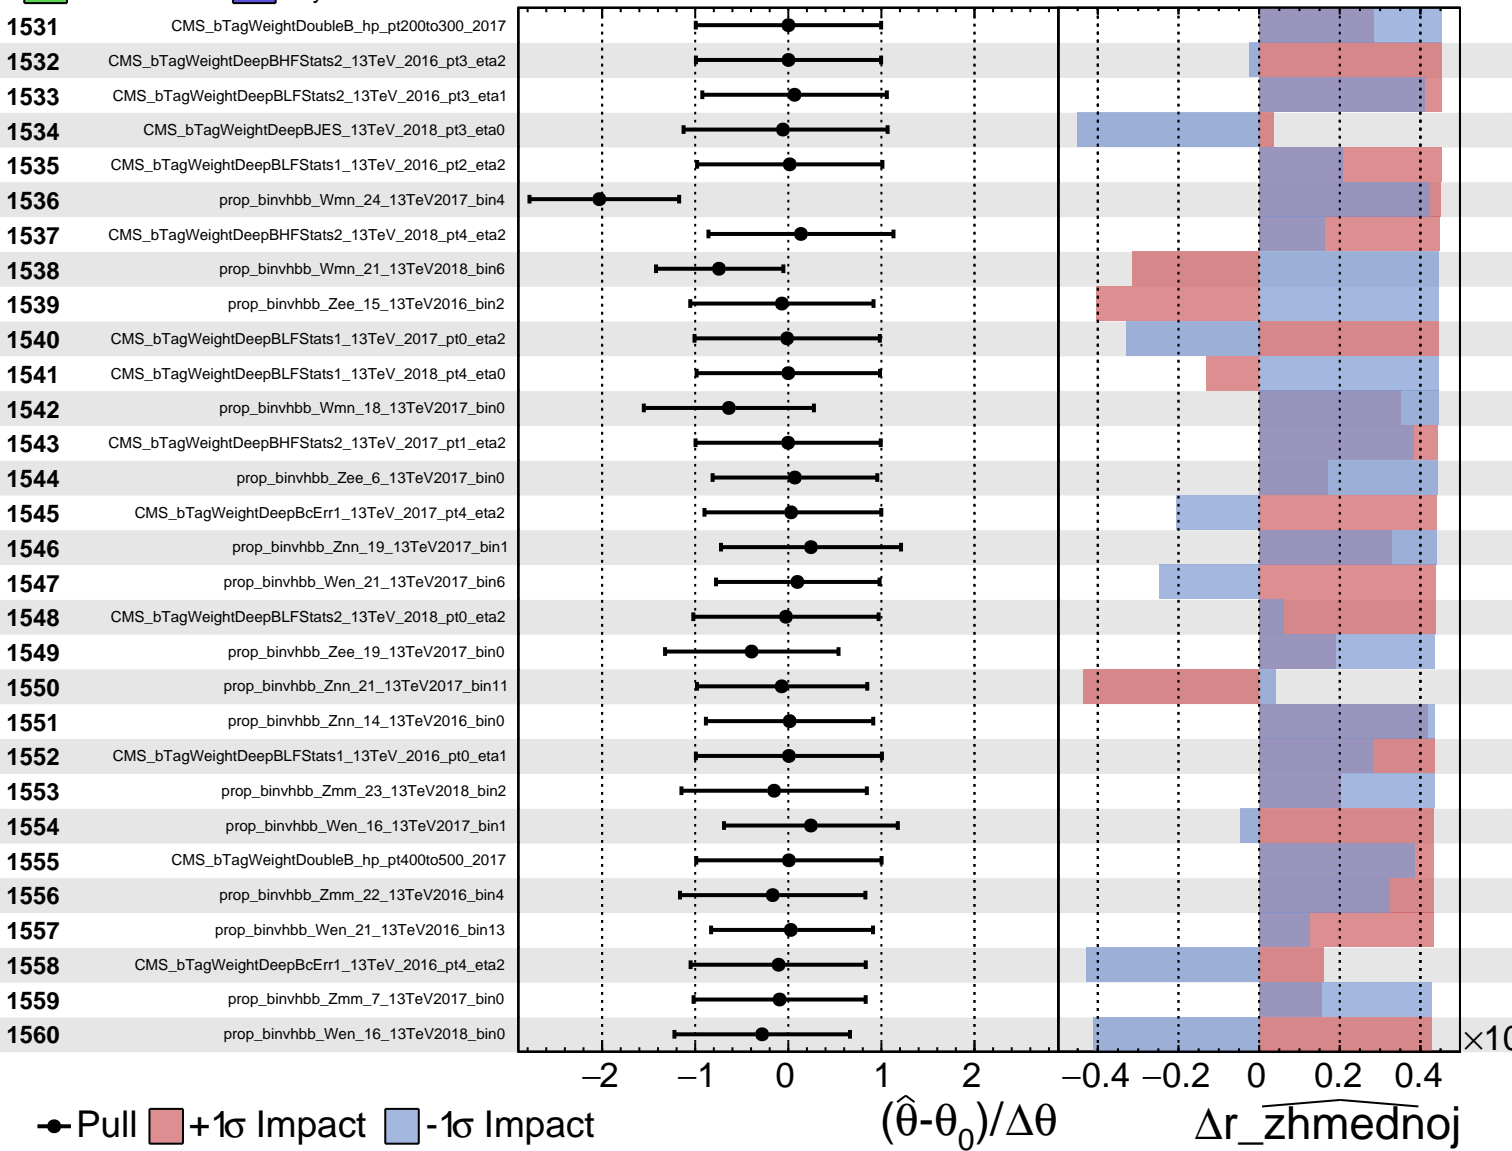 1531 CMS_bTagWeightDoubleB_hp_pt200to300_2017
1532 CMS_bTagWeightDeepBHFStats2_13TeV_2016_pt3_eta2
1533 CMS_bTagWeightDeepBLFStats2_13TeV_2016_pt3_eta1
1534 CMS_bTagWeightDeepBJES_13TeV_2018_pt3_eta0
1535 CMS_bTagWeightDeepBLFStats1_13TeV_2016_pt2_eta2
1536 prop_binvhbb_Wmn_24_13TeV2017_bin4
1537 CMS_bTagWeightDeepBHFStats2_13TeV_2018_pt4_eta2
1538 prop_binvhbb_Wmn_21_13TeV2018_bin6
1539 prop_binvhbb_Zee_15_13TeV2016_bin2
1540 CMS_bTagWeightDeepBLFStats1_13TeV_2017_pt0_eta2
1541 CMS_bTagWeightDeepBLFStats1_13TeV_2018_pt4_eta0
1542 prop_binvhbb_Wmn_18_13TeV2017_bin0
1543 CMS_bTagWeightDeepBHFStats2_13TeV_2017_pt1_eta2
1544 prop_binvhbb_Zee_6_13TeV2017_bin0
1545 CMS_bTagWeightDeepBcErr1_13TeV_2017_pt4_eta2
1546 prop_binvhbb_Znn_19_13TeV2017_bin1
1547 prop_binvhbb_Wen_21_13TeV2017_bin6
1548 CMS_bTagWeightDeepBLFStats2_13TeV_2018_pt0_eta2
1549 prop_binvhbb_Zee_19_13TeV2017_bin0
1550 prop_binvhbb_Znn_21_13TeV2017_bin11
1551 prop_binvhbb_Znn_14_13TeV2016_bin0
1552 CMS_bTagWeightDeepBLFStats1_13TeV_2016_pt0_eta1
1553 prop_binvhbb_Zmm_23_13TeV2018_bin2
1554 prop_binvhbb_Wen_16_13TeV2017_bin1
1555 CMS_bTagWeightDoubleB_hp_pt400to500_2017
1556 prop_binvhbb_Zmm_22_13TeV2016_bin4
1557 prop_binvhbb_Wen_21_13TeV2016_bin13
1558 CMS_bTagWeightDeepBcErr1_13TeV_2016_pt4_eta2
1559 prop_binvhbb_Zmm_7_13TeV2017_bin0
1560 prop_binvhbb_Wen_16_13TeV2018_bin0
−2 −1 0 1 2 −0.4 −0.2 0 0.2 0.4
Pull +1σ Impact -1σ Impact (θ̂-θ₀)/Δθ Δr_zhmednoj